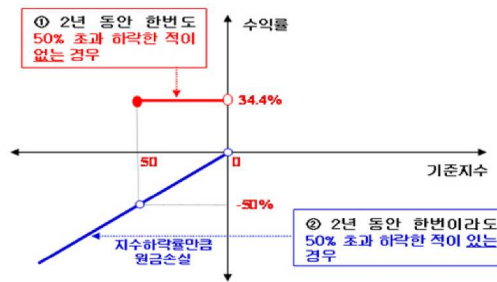 ① 2년 동안 한번도
50% 초과 하락한 적이
없는 경우
수익률
34.4%
50
0
기준지수
-50%
지수하락률만큼
원금손실
② 2년 동안 한번이라도
50% 초과 하락한 적이 있는
경우